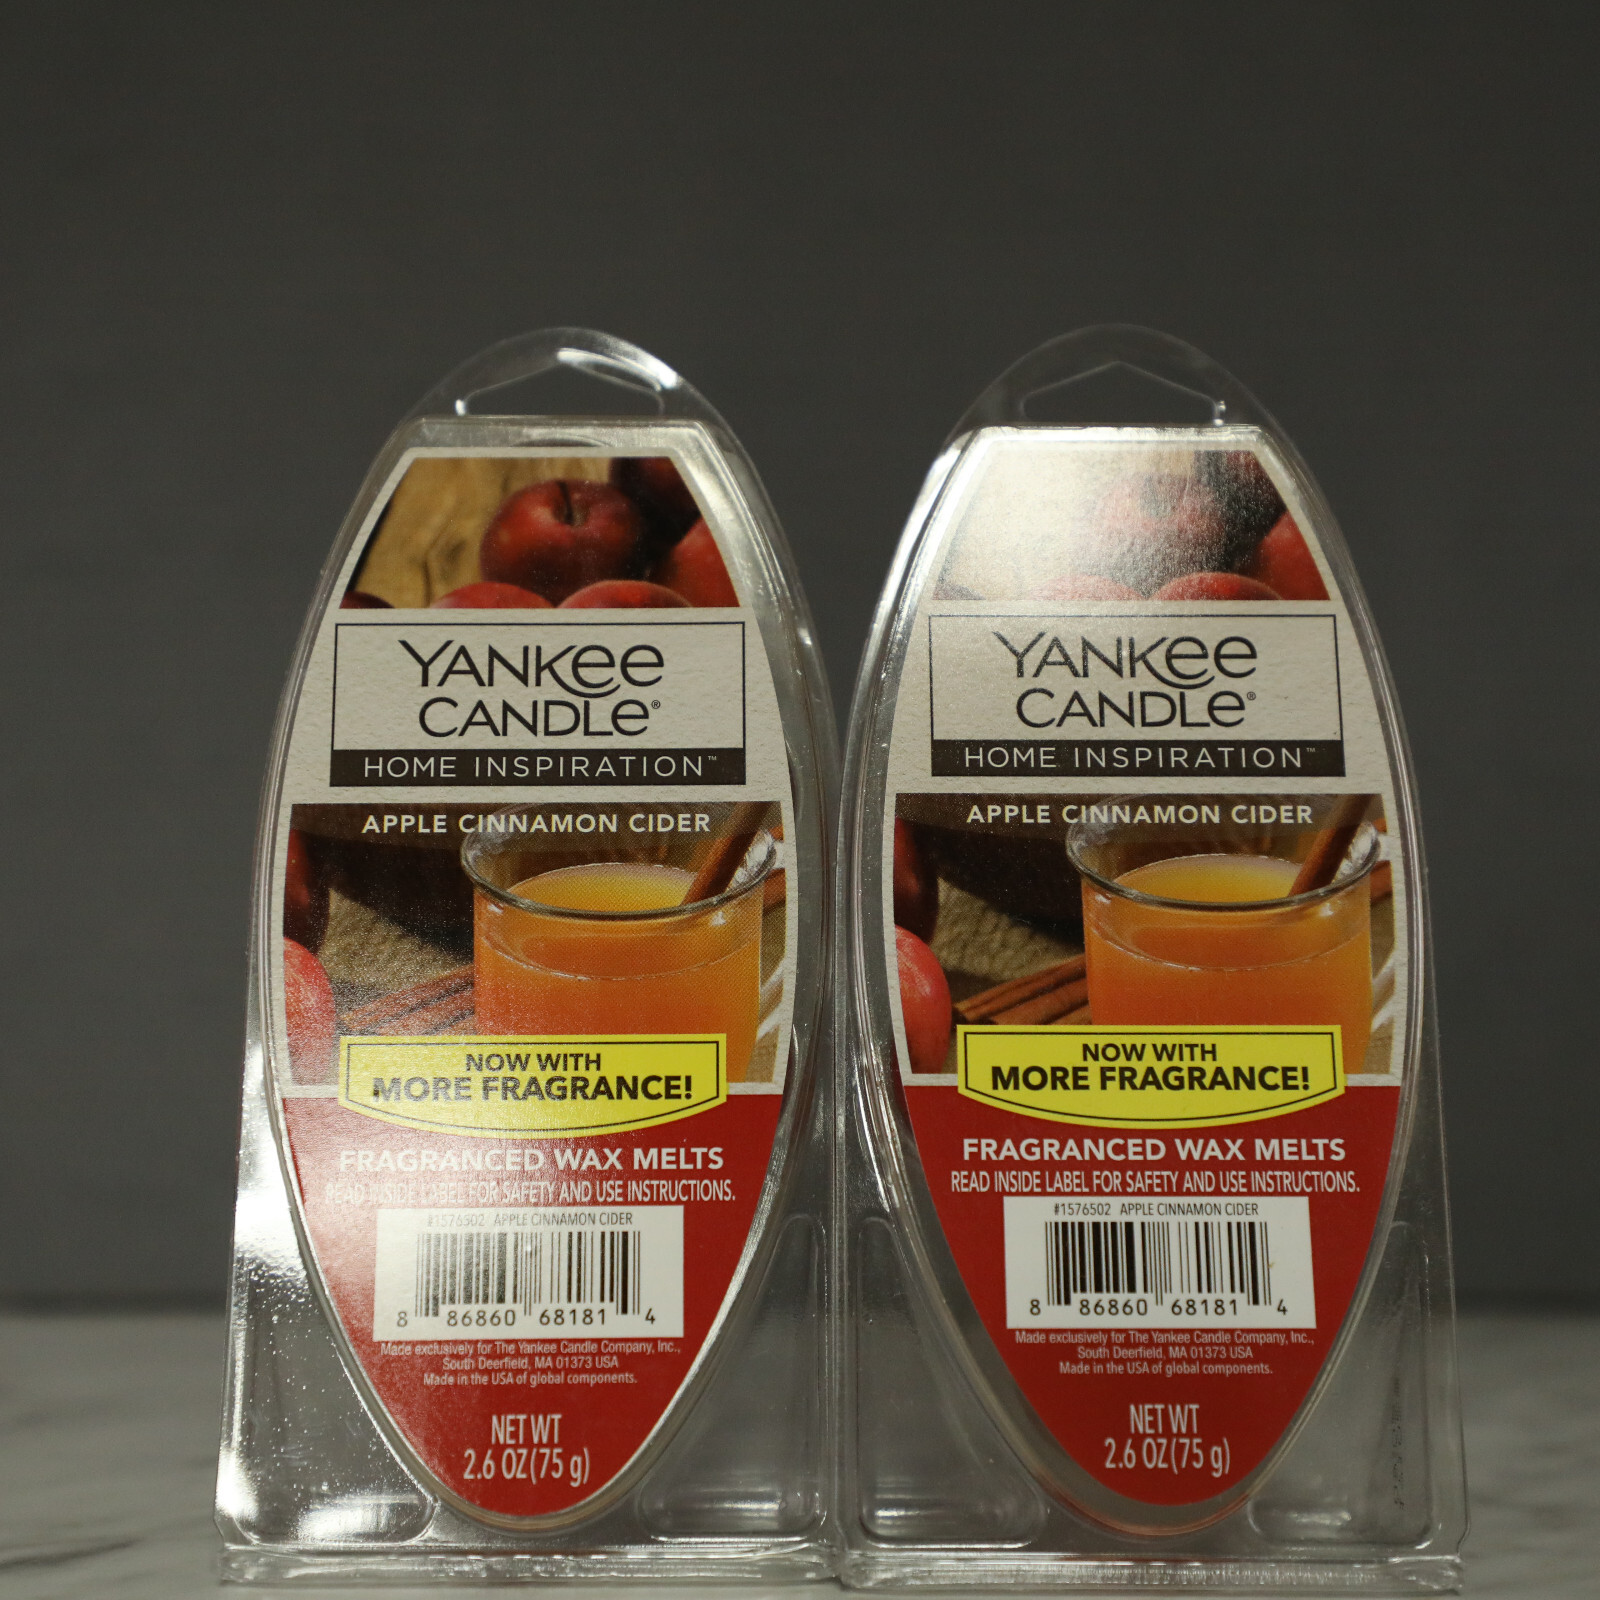 YANKEE
CANDLE®
HOME INSPIRATION™
APPLE CINNAMON CIDER
NOW WITH
MORE FRAGRANCE!
FRAGRANCED WAX MELTS
READ INSIDE LABEL FOR SAFETY AND USE INSTRUCTIONS.
#1576502 APPLE CINNAMON CIDER
8 86860 68181 4
Made exclusively for The Yankee Candle Company, Inc.,
South Deerfield, MA 01373 USA
Made in the USA of global components.
NET WT
2.6 OZ (75 g)
YANKEE
CANDLE®
HOME INSPIRATION™
APPLE CINNAMON CIDER
NOW WITH
MORE FRAGRANCE!
FRAGRANCED WAX MELTS
READ INSIDE LABEL FOR SAFETY AND USE INSTRUCTIONS.
#1576502 APPLE CINNAMON CIDER
8 86860 68181 4
Made exclusively for The Yankee Candle Company, Inc.,
South Deerfield, MA 01373 USA
Made in the USA of global components.
NET WT
2.6 OZ (75 g)